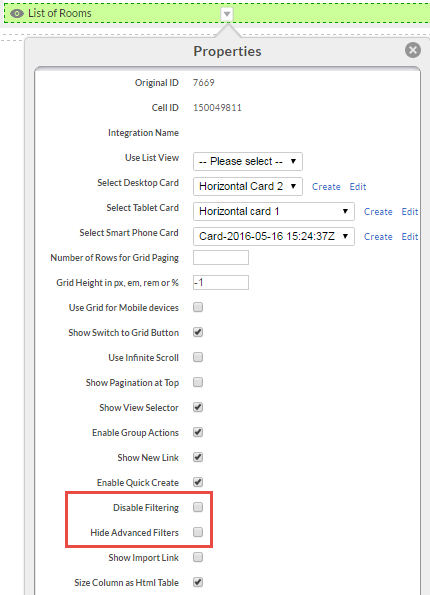 List of Rooms
Properties
Original ID 7669
Cell ID 150049811
Integration Name
Use List View -- Please select --
Select Desktop Card Horizontal Card 2 Create Edit
Select Tablet Card Horizontal card 1 Create Edit
Select Smart Phone Card Card-2016-05-16 15:24:37Z Create Edit
Number of Rows for Grid Paging
Grid Height in px, em, rem or % -1
Use Grid for Mobile devices
Show Switch to Grid Button
Use Infinite Scroll
Show Pagination at Top
Show View Selector
Enable Group Actions
Show New Link
Enable Quick Create
Disable Filtering
Hide Advanced Filters
Show Import Link
Size Column as Html Table